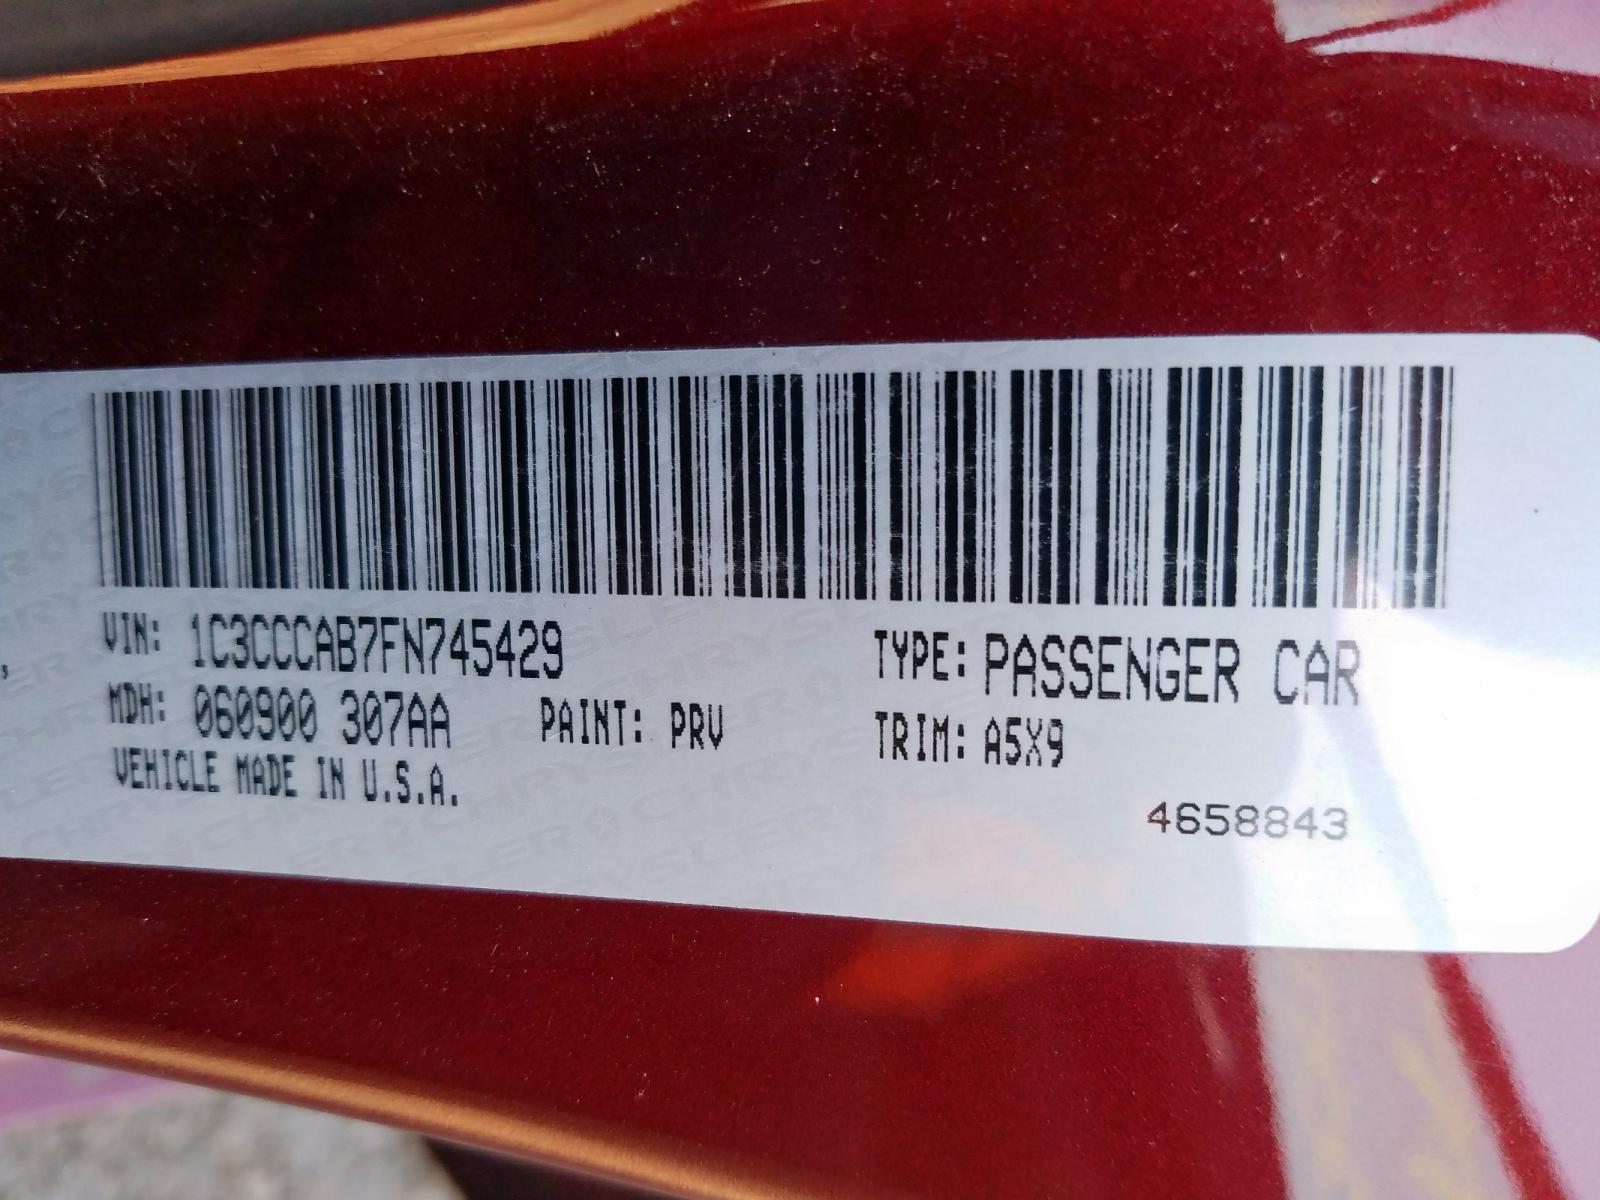 VIN: 1C3CCCAB7FN745429 TYPE: PASSENGER CAR
MDH: 060900 307AA PAINT: PRV TRIM: A5X9
VEHICLE MADE IN U.S.A.
4658843